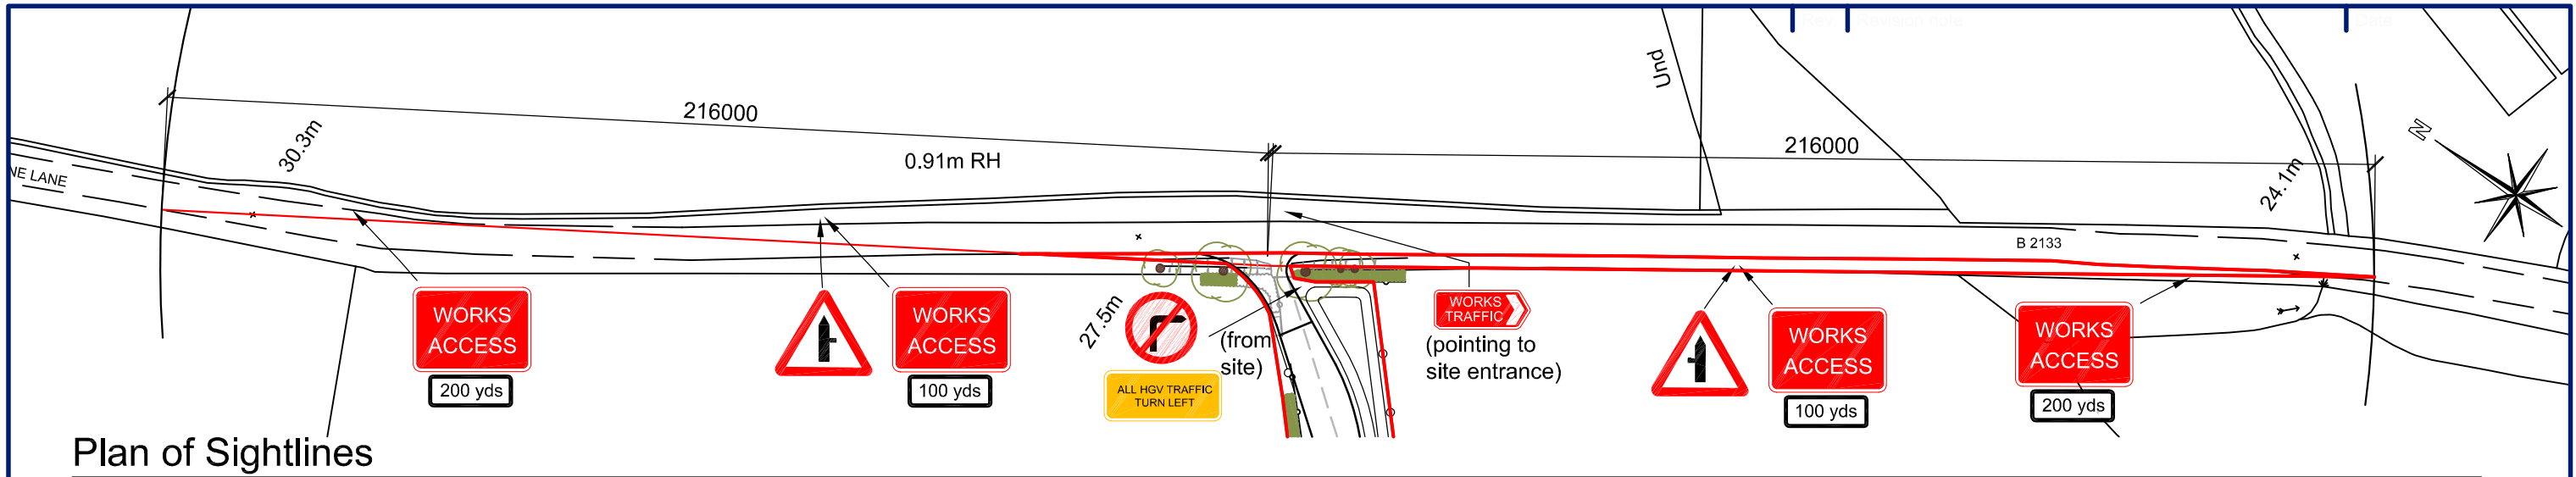 Und
216000
216000
30.3m
0.91m RH
N
24.1m
NE LANE
B 2133
WORKS
ACCESS
200 yds
WORKS
ACCESS
100 yds
27.5m
(from
site)
ALL HGV TRAFFIC
TURN LEFT
WORKS
TRAFFIC
(pointing to
site entrance)
WORKS
ACCESS
100 yds
WORKS
ACCESS
200 yds
Plan of Sightlines